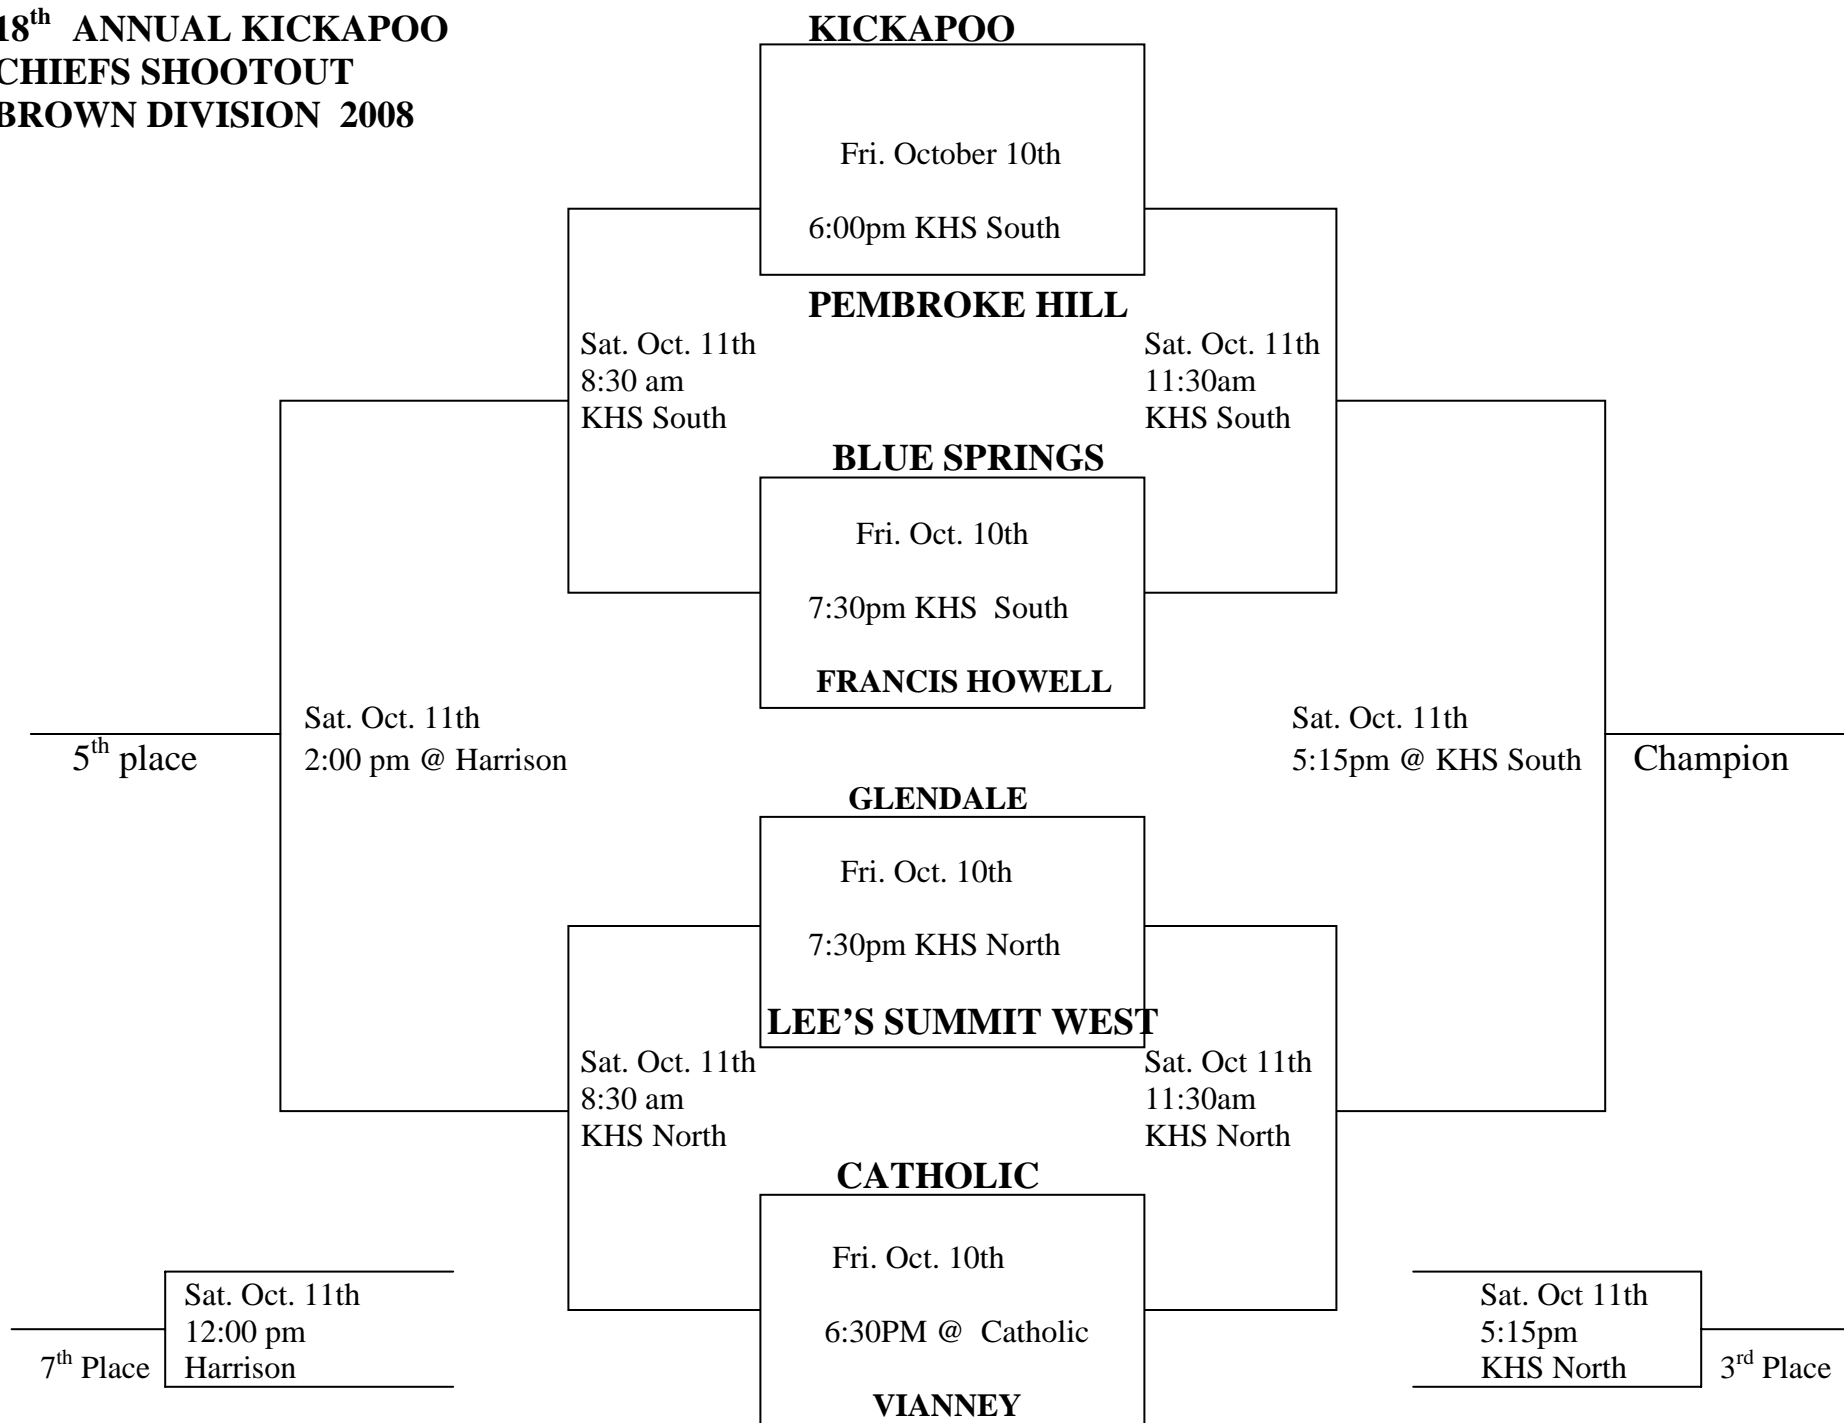 18th ANNUAL KICKAPOO
CHIEFS SHOOTOUT
BROWN DIVISION 2008
KICKAPOO
Fri. October 10th
6:00pm KHS South
PEMBROKE HILL
Sat. Oct. 11th
8:30 am
KHS South
Sat. Oct. 11th
11:30am
KHS South
BLUE SPRINGS
Fri. Oct. 10th
7:30pm KHS South
FRANCIS HOWELL
5th place
Sat. Oct. 11th
2:00 pm @ Harrison
Sat. Oct. 11th
5:15pm @ KHS South
Champion
GLENDALE
Fri. Oct. 10th
7:30pm KHS North
LEE’S SUMMIT WEST
Sat. Oct. 11th
8:30 am
KHS North
Sat. Oct 11th
11:30am
KHS North
CATHOLIC
Fri. Oct. 10th
6:30PM @ Catholic
VIANNEY
Sat. Oct. 11th
12:00 pm
Harrison
7th Place
Sat. Oct 11th
5:15pm
KHS North
3rd Place